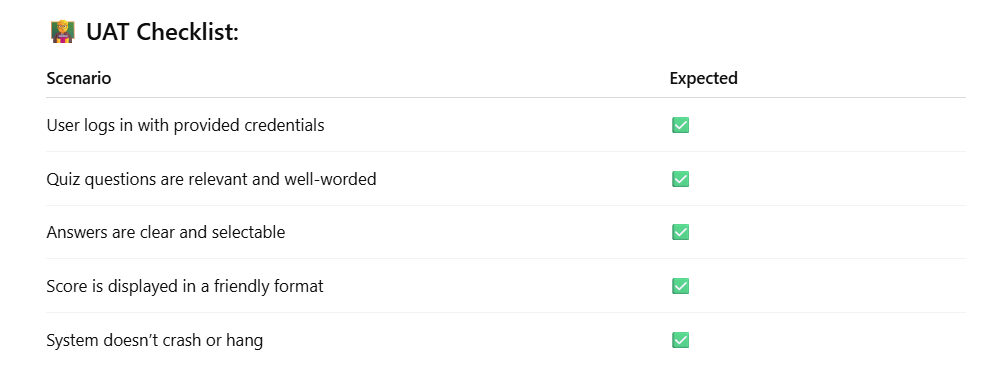 👩‍🏫 UAT Checklist:
Scenario Expected
User logs in with provided credentials ✅
Quiz questions are relevant and well-worded ✅
Answers are clear and selectable ✅
Score is displayed in a friendly format ✅
System doesn’t crash or hang ✅